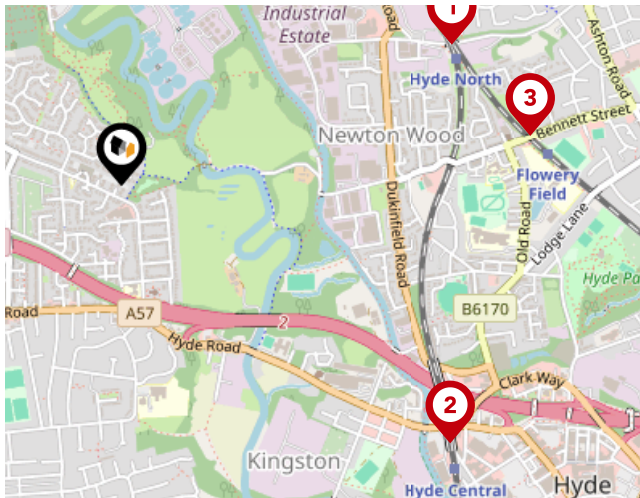 Industrial
Estate
Road
1
Ashton Road
Hyde North
3
Bennett Street
Newton Wood
Flowery
Field
Dukinfield Road
Old Road
Lodge Lane
Hyde Pa
Road
A57
2
B6170
Hyde Road
Clark Way
2
Kingston
Hyde Central
Hyde